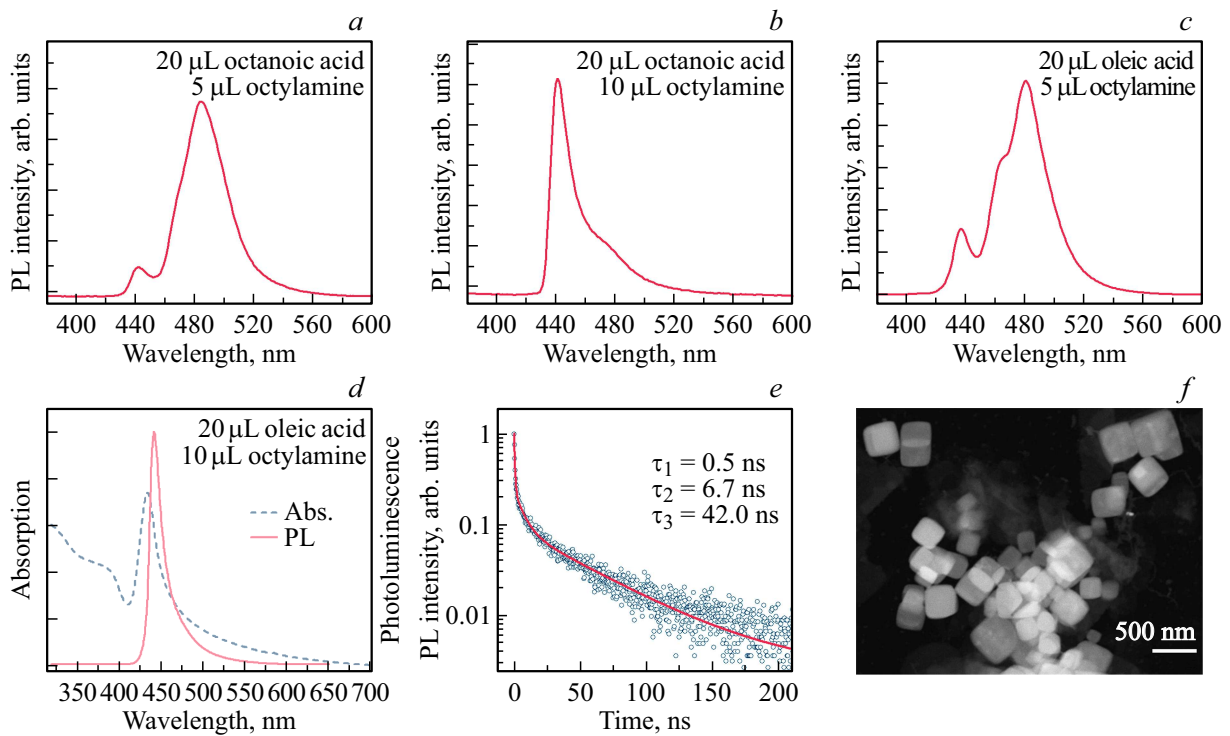 a
20 μL octanoic acid
5 μL octylamine
PL intensity, arb. units
400 440 480 520 560 600
Wavelength, nm
b
20 μL octanoic acid
10 μL octylamine
PL intensity, arb. units
400 440 480 520 560 600
Wavelength, nm
c
20 μL oleic acid
5 μL octylamine
PL intensity, arb. units
400 440 480 520 560 600
Wavelength, nm
d
20 μL oleic acid
10 μL octylamine
Abs.
PL
Absorption
Photoluminescence
350 400 450 500 550 600 650 700
Wavelength, nm
e
1
0.1
0.01
τ1 = 0.5 ns
τ2 = 6.7 ns
τ3 = 42.0 ns
PL intensity, arb. units
0 50 100 150 200
Time, ns
f
500 nm